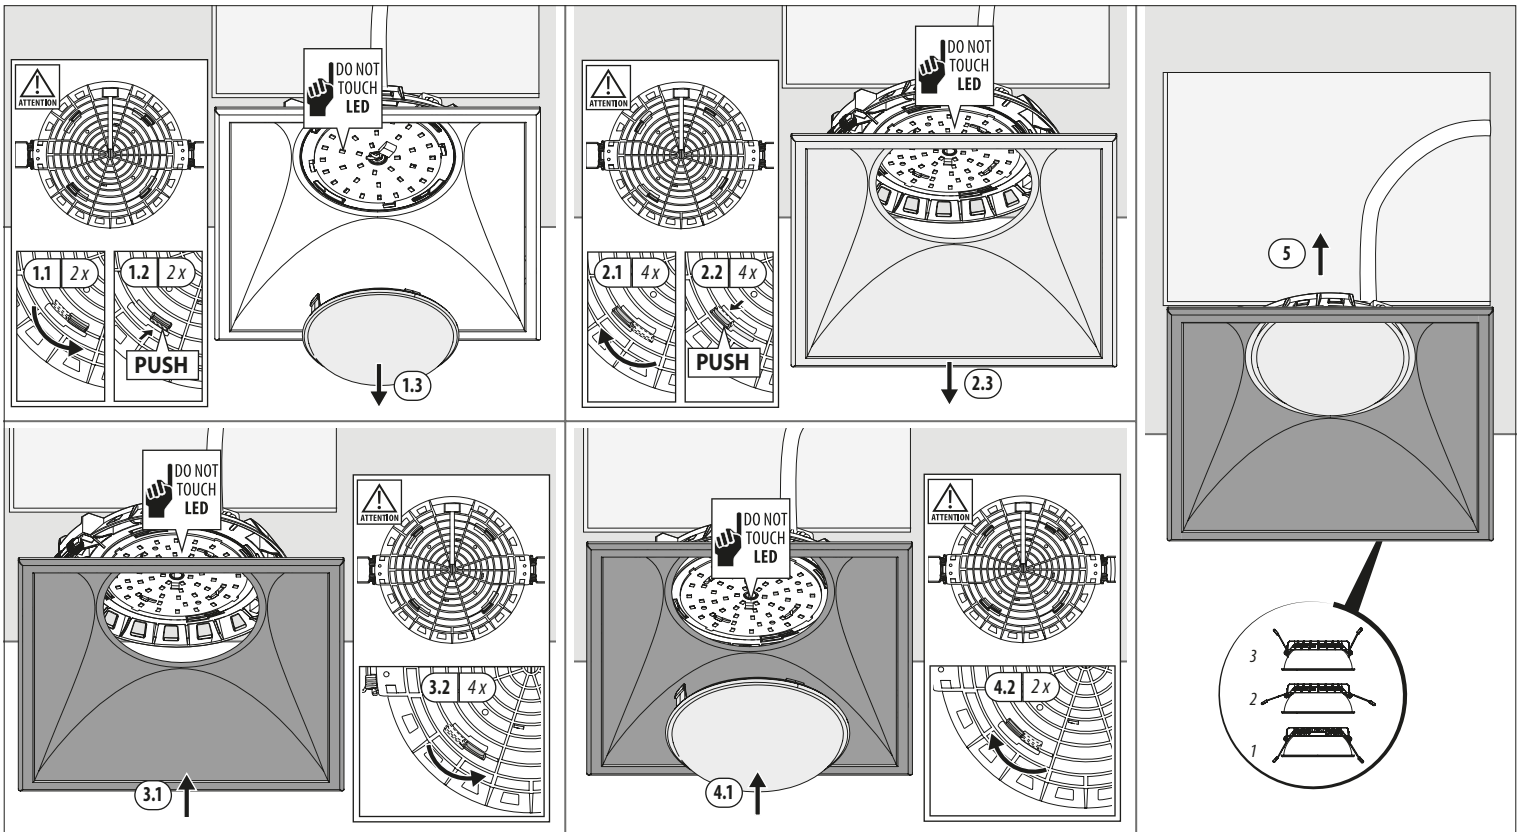 ATTENTION
DO NOT
TOUCH
LED
1.1 2x
1.2 2x
PUSH
1.3
ATTENTION
DO NOT
TOUCH
LED
2.1 4x
2.2 4x
PUSH
2.3
DO NOT
TOUCH
LED
ATTENTION
3.2 4x
3.1
DO NOT
TOUCH
LED
ATTENTION
4.2 2x
4.1
5
3
2
1